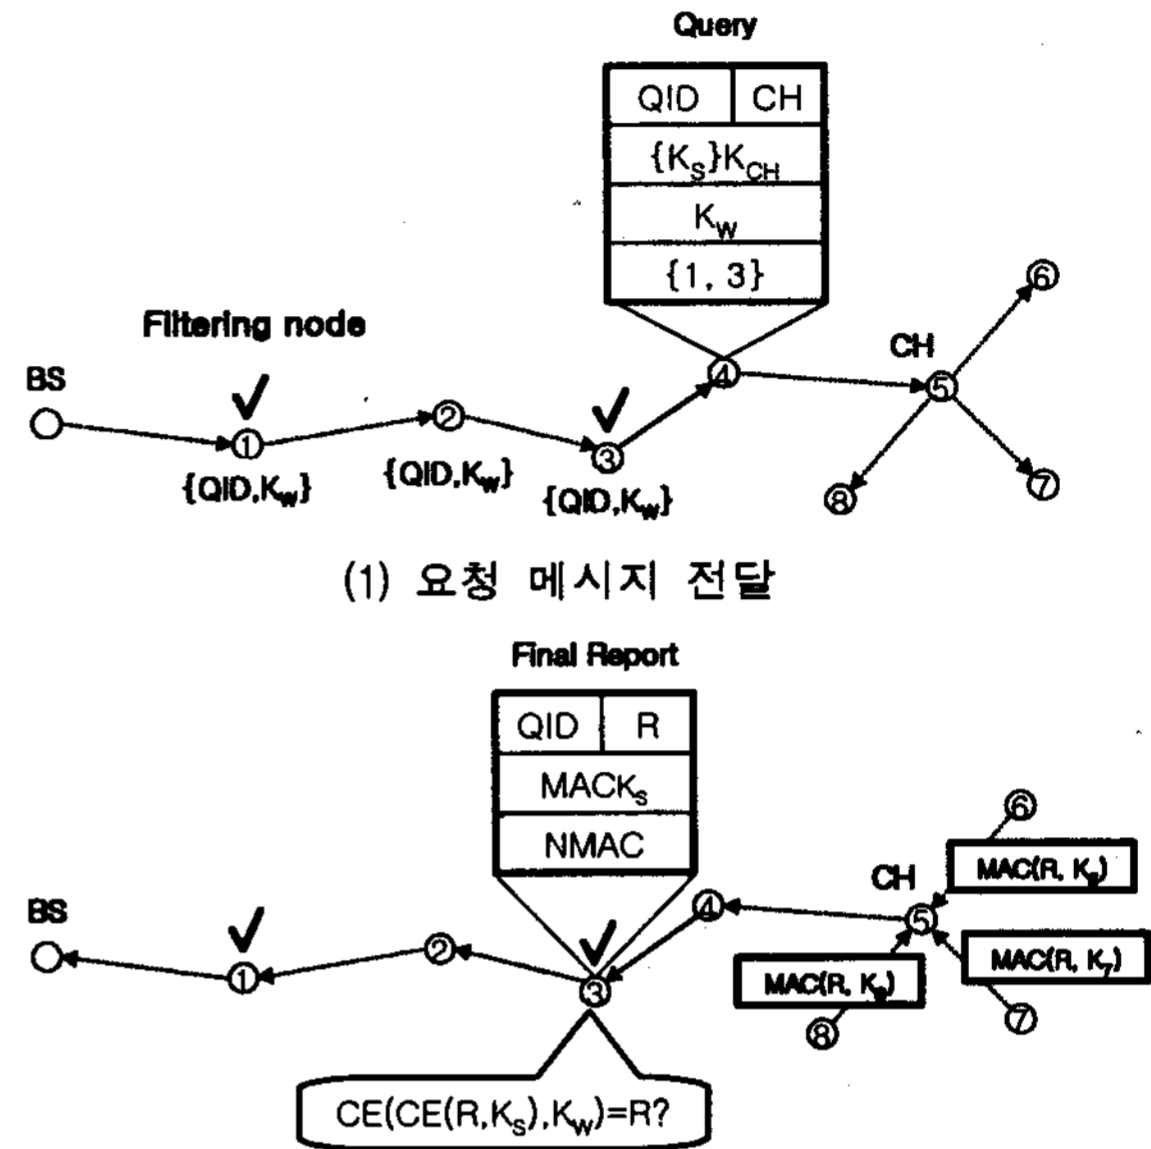 Query
QID CH
{K_S}K_CH
K_W
{1, 3}
Filtering node
BS
CH
① ② ③ ④ ⑤ ⑥ ⑦ ⑧
{QID,K_W} {QID,K_W} {QID,K_W}
(1) 요청 메시지 전달
Final Report
QID R
MACK_S
NMAC
BS
CH
① ② ③ ④ ⑤ ⑥ ⑦ ⑧
MAC(R, K
MAC(R, K_7)
MAC(R, K
CE(CE(R,K_S),K_W)=R?